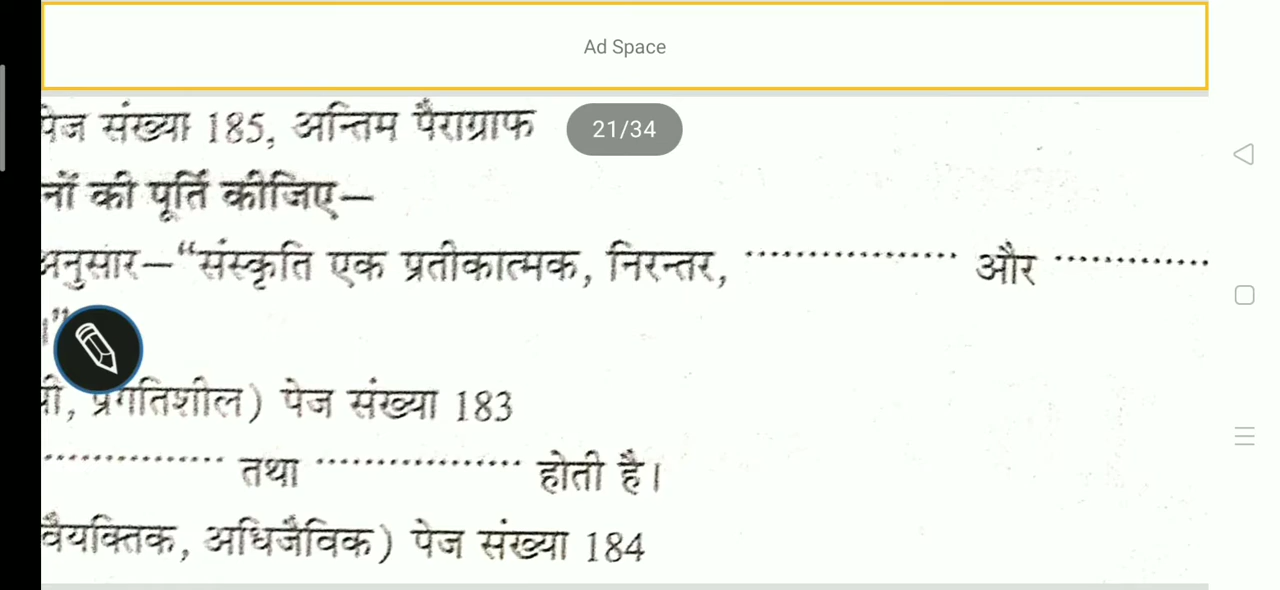 Ad Space
पेज संख्या 185, अन्तिम पैराग्राफ
21/34
की पूर्ति कीजिए—
अनुसार—“संस्कृति एक प्रतीकात्मक, निरन्तर, .................. और .............
”
प्रगतिशील) पेज संख्या 183
............... तथा ................. होती है।
वैयक्तिक, अधिजैविक) पेज संख्या 184